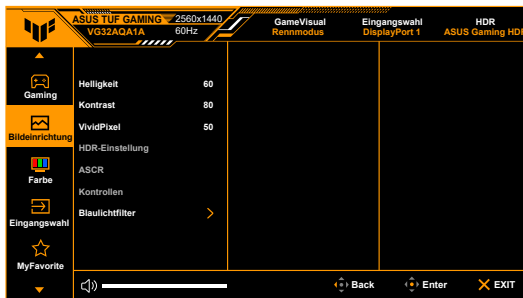 ASUS TUF GAMING
VG32AQA1A
2560x1440
60Hz
GameVisual
Rennmodus
Eingangswahl
DisplayPort 1
HDR
ASUS Gaming HDR
Gaming
Bildeinrichtung
Farbe
Eingangswahl
MyFavorite
Helligkeit 60
Kontrast 80
VividPixel 50
HDR-Einstellung
ASCR
Kontrollen
Blaulichtfilter
Back
Enter
EXIT